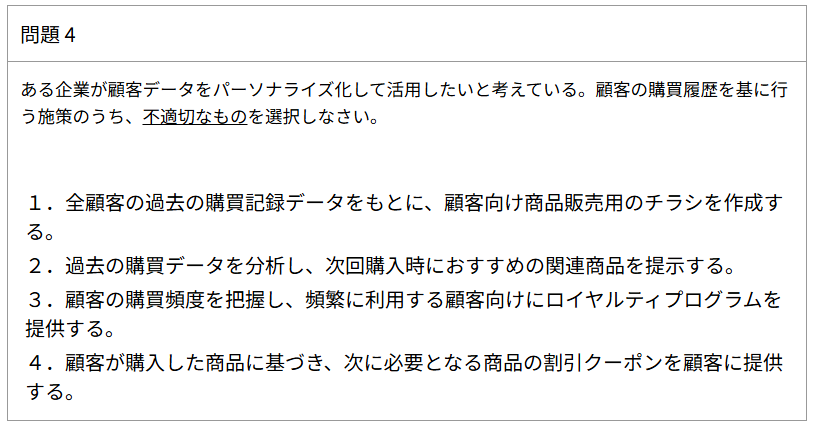 問題 4
ある企業が顧客データをパーソナライズ化して活用したいと考えている。顧客の購買履歴を基に行
う施策のうち、不適切なものを選択しなさい。
１．全顧客の過去の購買記録データをもとに、顧客向け商品販売用のチラシを作成す
る。
２．過去の購買データを分析し、次回購入時におすすめの関連商品を提示する。
３．顧客の購買頻度を把握し、頻繁に利用する顧客向けにロイヤルティプログラムを
提供する。
４．顧客が購入した商品に基づき、次に必要となる商品の割引クーポンを顧客に提供
する。